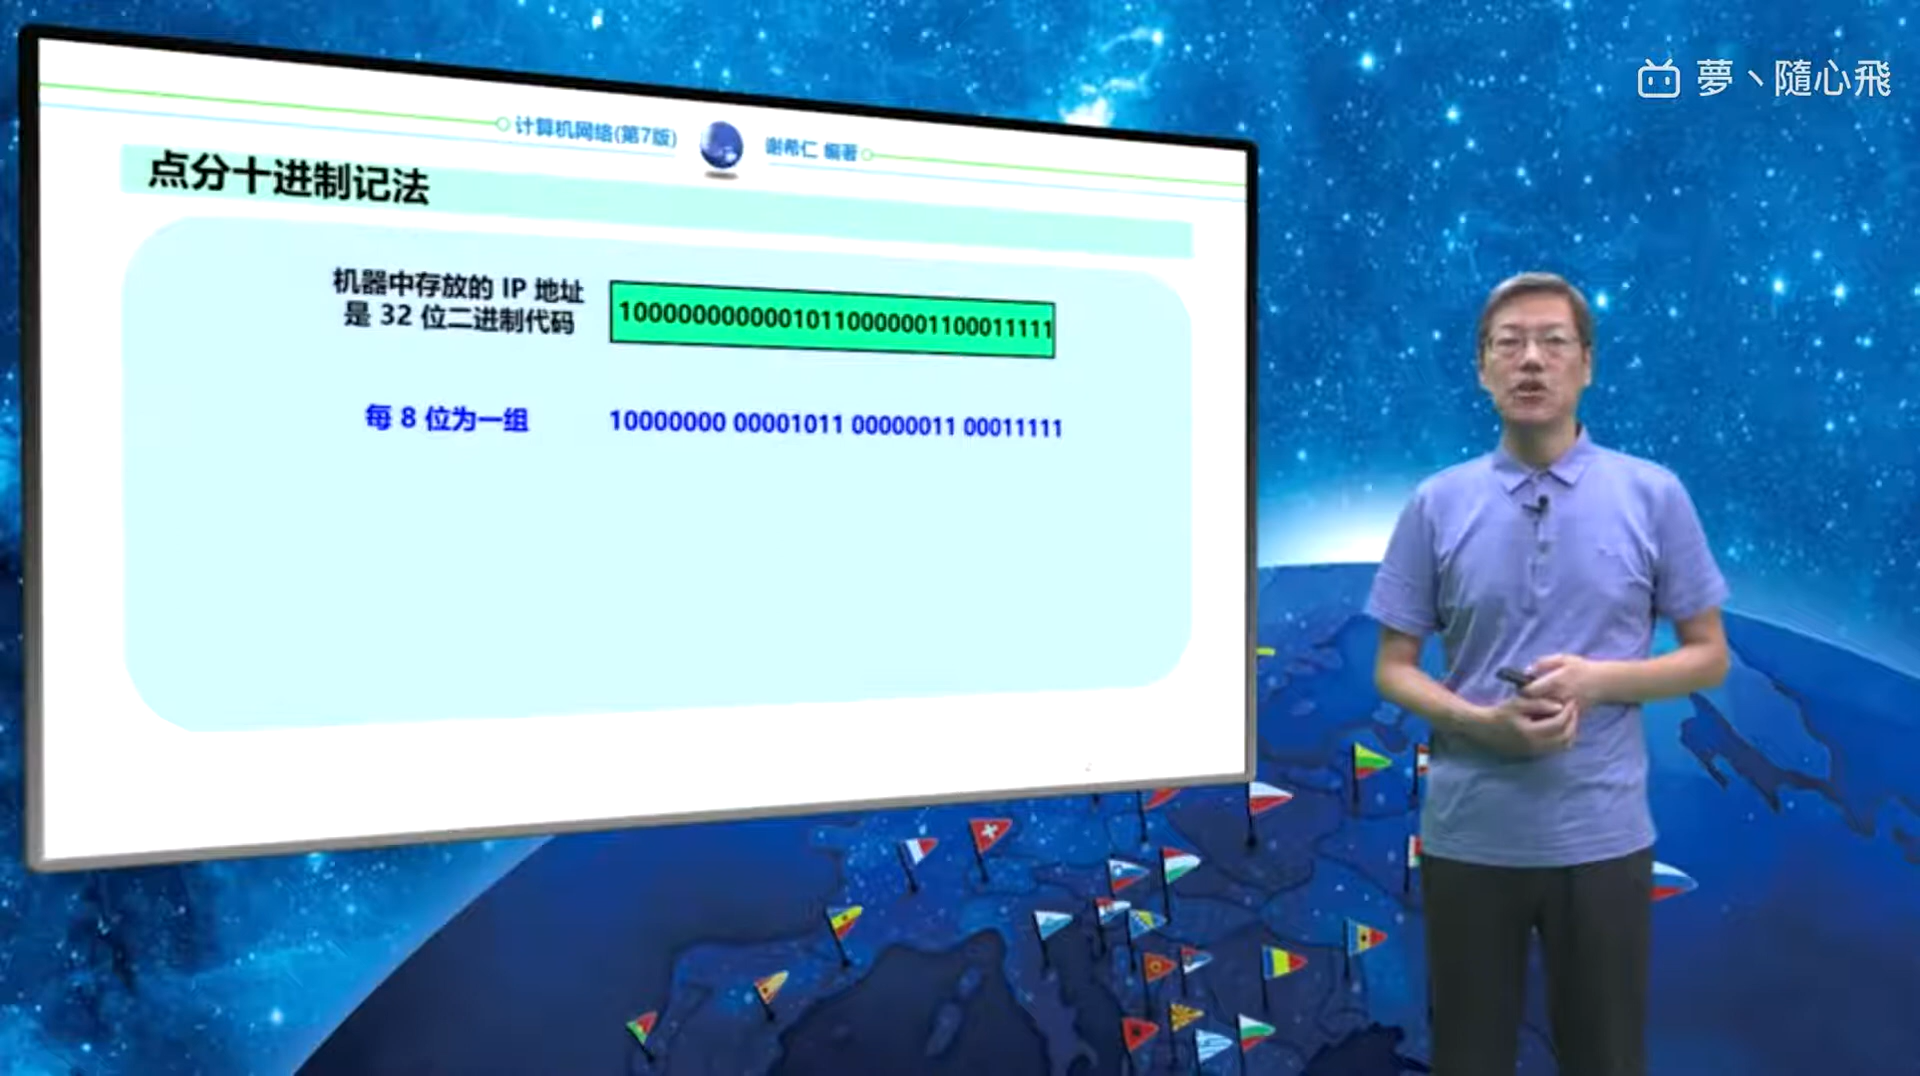 夢丶隨心飛
计算机网络(第7版)
谢希仁 编著
点分十进制记法
机器中存放的 IP 地址
是 32 位二进制代码
10000000000010110000001100011111
每 8 位为一组
10000000 00001011 00000011 00011111